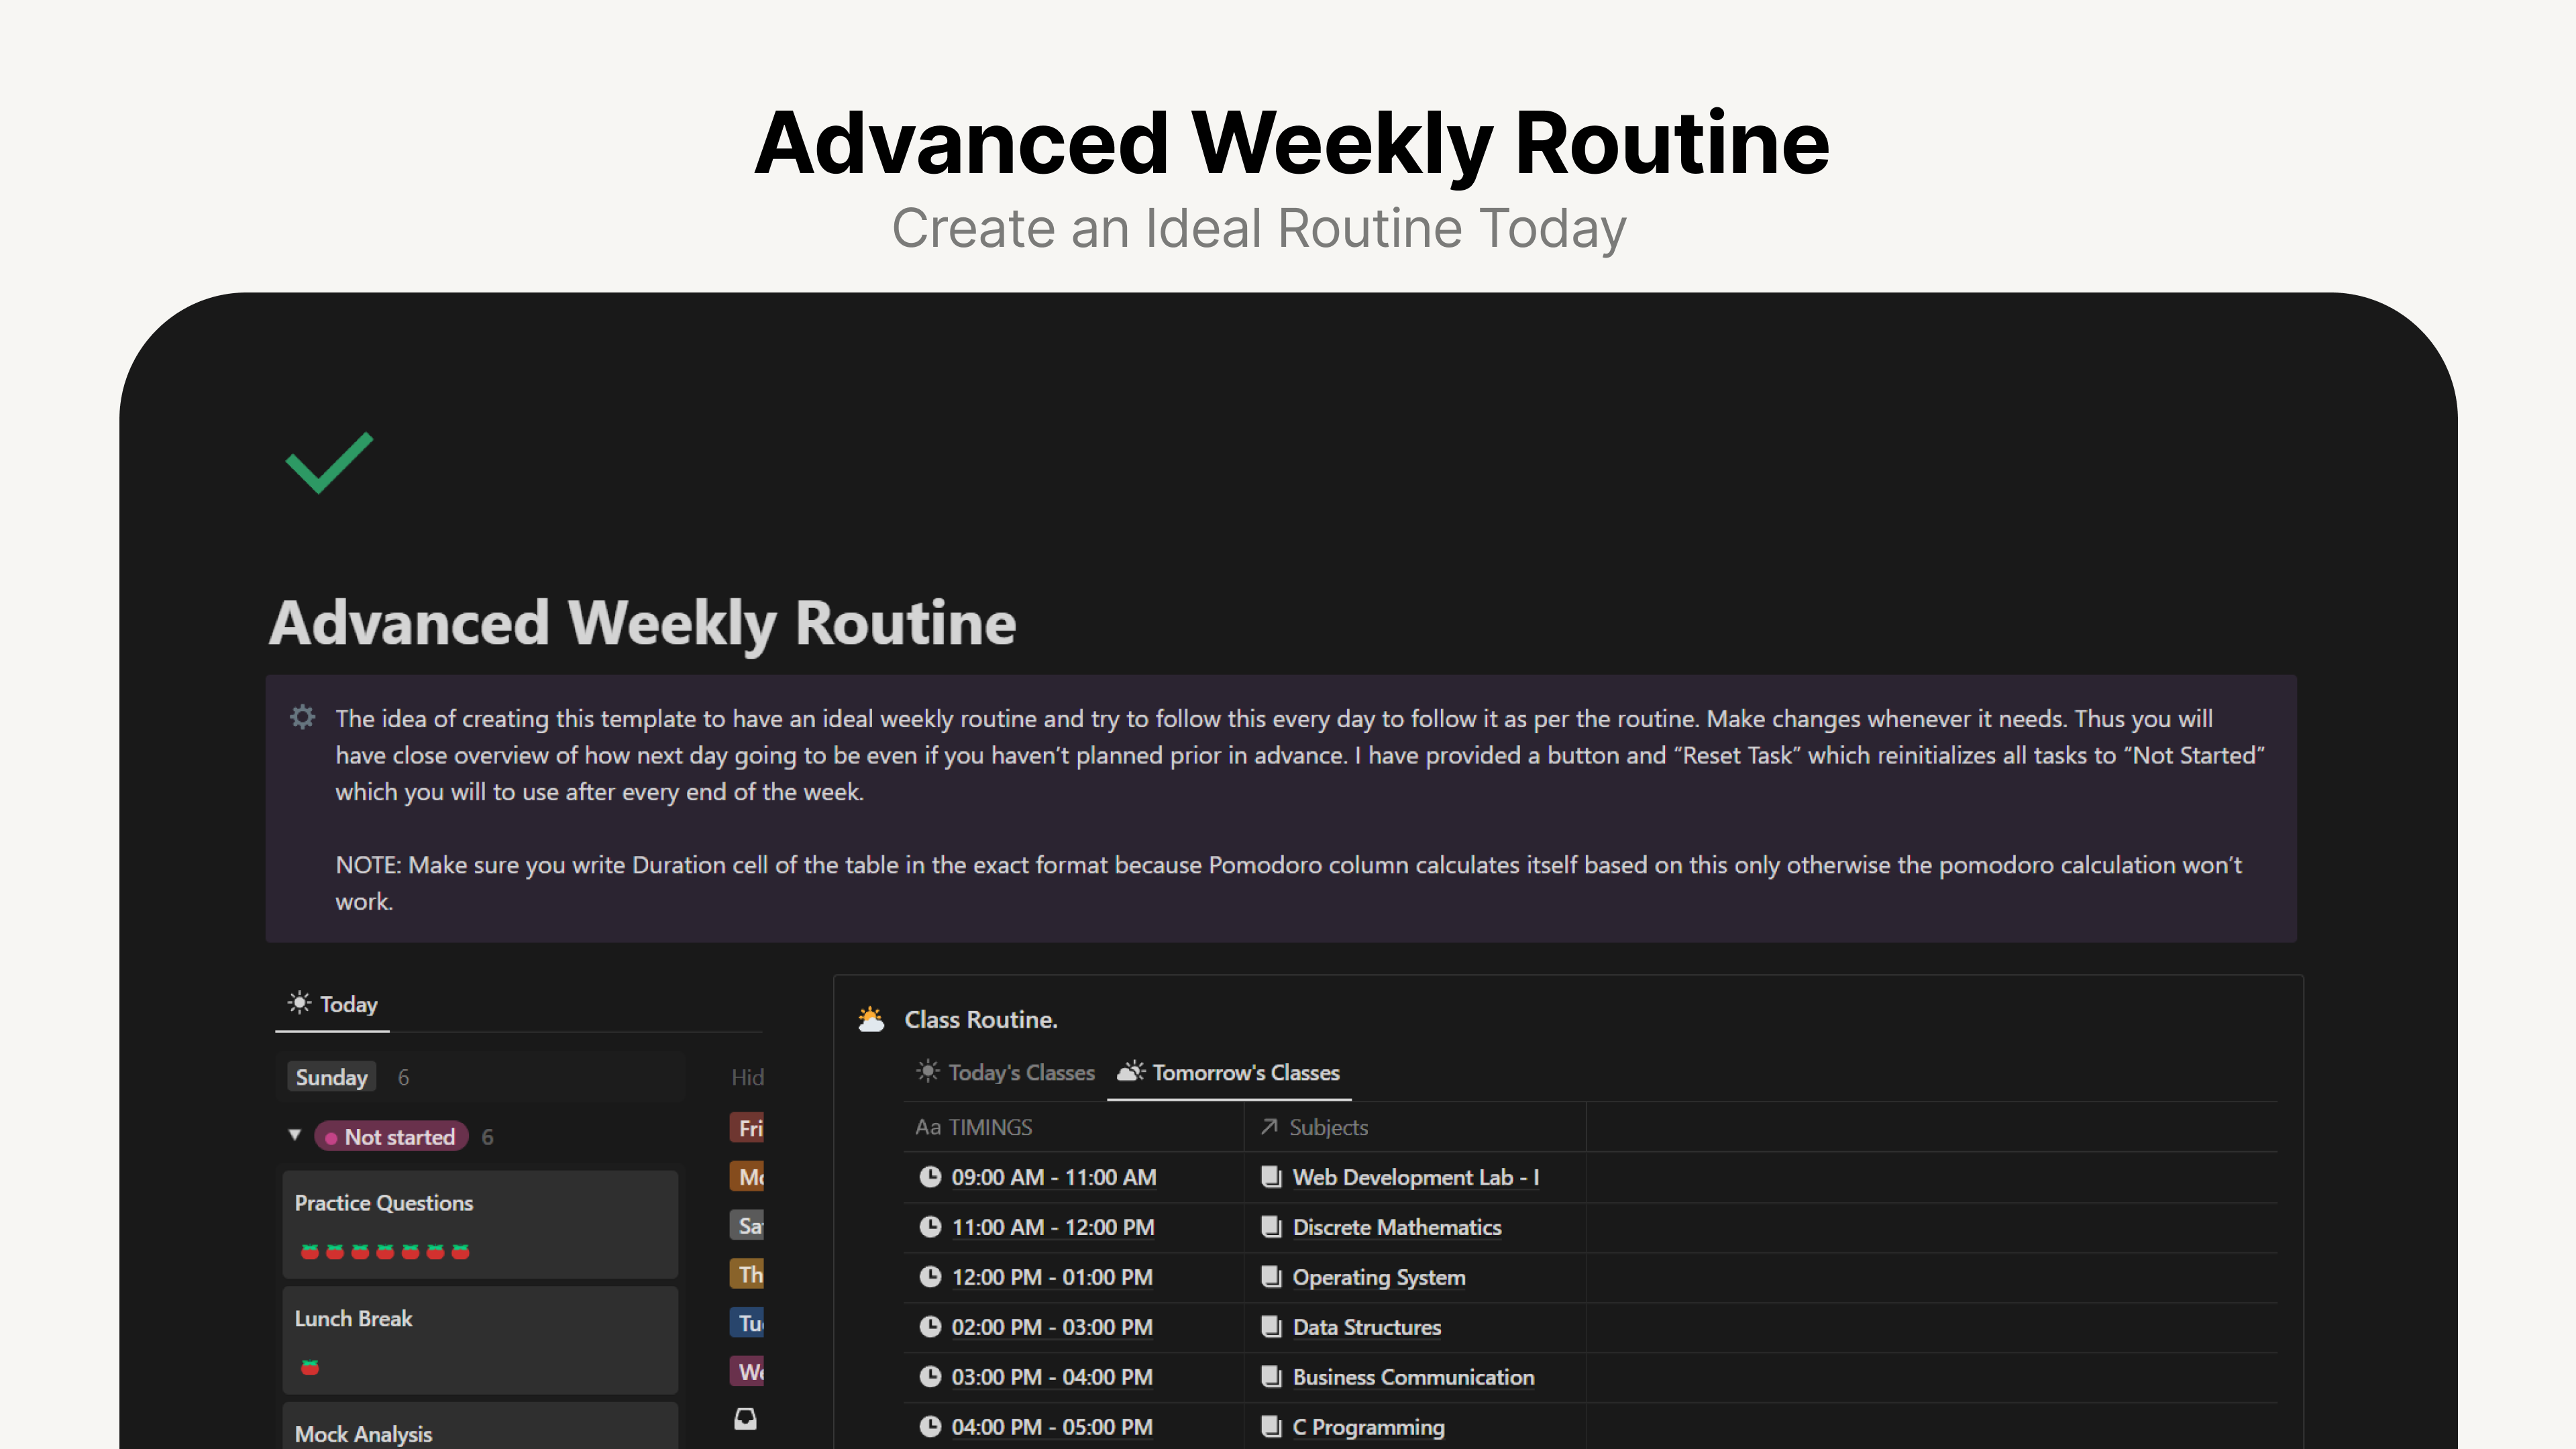 Advanced Weekly Routine
Create an Ideal Routine Today
Advanced Weekly Routine
The idea of creating this template to have an ideal weekly routine and try to follow this every day to follow it as per the routine. Make changes whenever it needs. Thus you will
have close overview of how next day going to be even if you haven’t planned prior in advance. I have provided a button and “Reset Task” which reinitializes all tasks to “Not Started”
which you will to use after every end of the week.
NOTE: Make sure you write Duration cell of the table in the exact format because Pomodoro column calculates itself based on this only otherwise the pomodoro calculation won’t
work.
Today
Sunday 6
Hid
Not started 6
Practice Questions
Lunch Break
Mock Analysis
Fri
Mo
Sat
Th
Tue
We
Class Routine.
Today's Classes Tomorrow's Classes
Aa TIMINGS Subjects
09:00 AM - 11:00 AM Web Development Lab - I
11:00 AM - 12:00 PM Discrete Mathematics
12:00 PM - 01:00 PM Operating System
02:00 PM - 03:00 PM Data Structures
03:00 PM - 04:00 PM Business Communication
04:00 PM - 05:00 PM C Programming